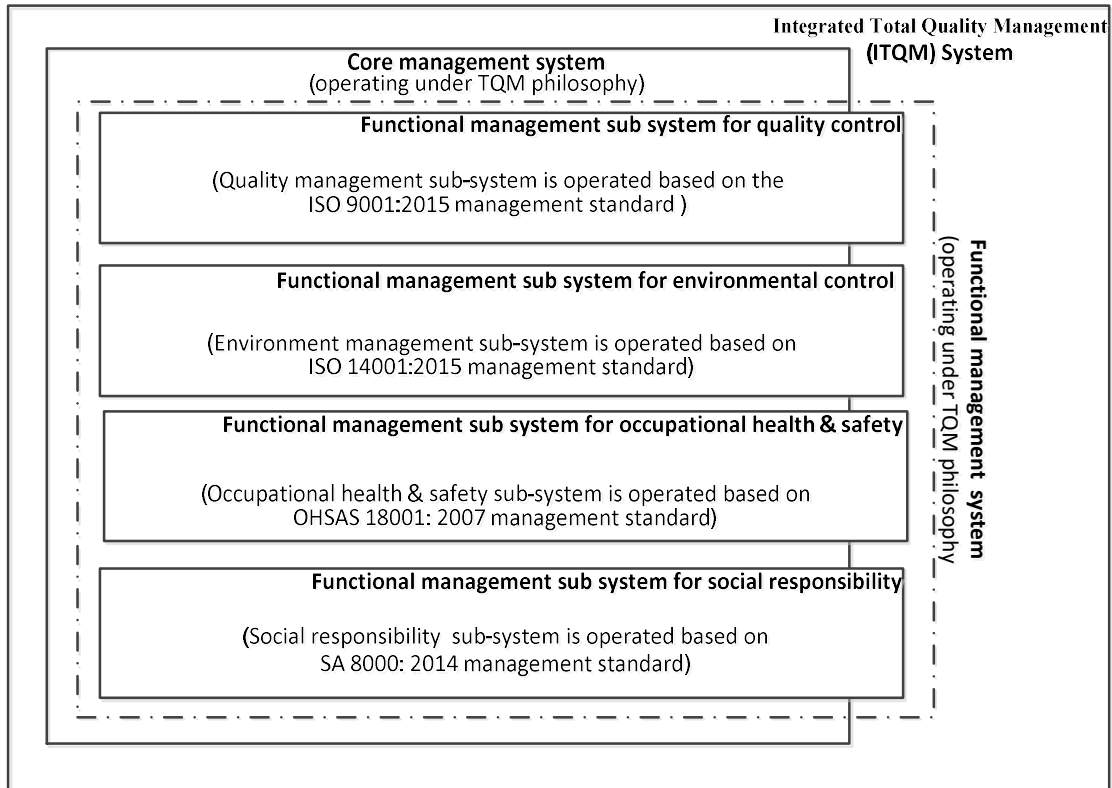 Integrated Total Quality Management
(ITQM) System
Core management system
(operating under TQM philosophy)
Functional management sub system for quality control
(Quality management sub-system is operated based on the
ISO 9001:2015 management standard )
Functional management sub system for environmental control
(Environment management sub-system is operated based on
ISO 14001:2015 management standard)
Functional management sub system for occupational health & safety
(Occupational health & safety sub-system is operated based on
OHSAS 18001: 2007 management standard)
Functional management sub system for social responsibility
(Social responsibility sub-system is operated based on
SA 8000: 2014 management standard)
Functional management system
(operating under TQM philosophy